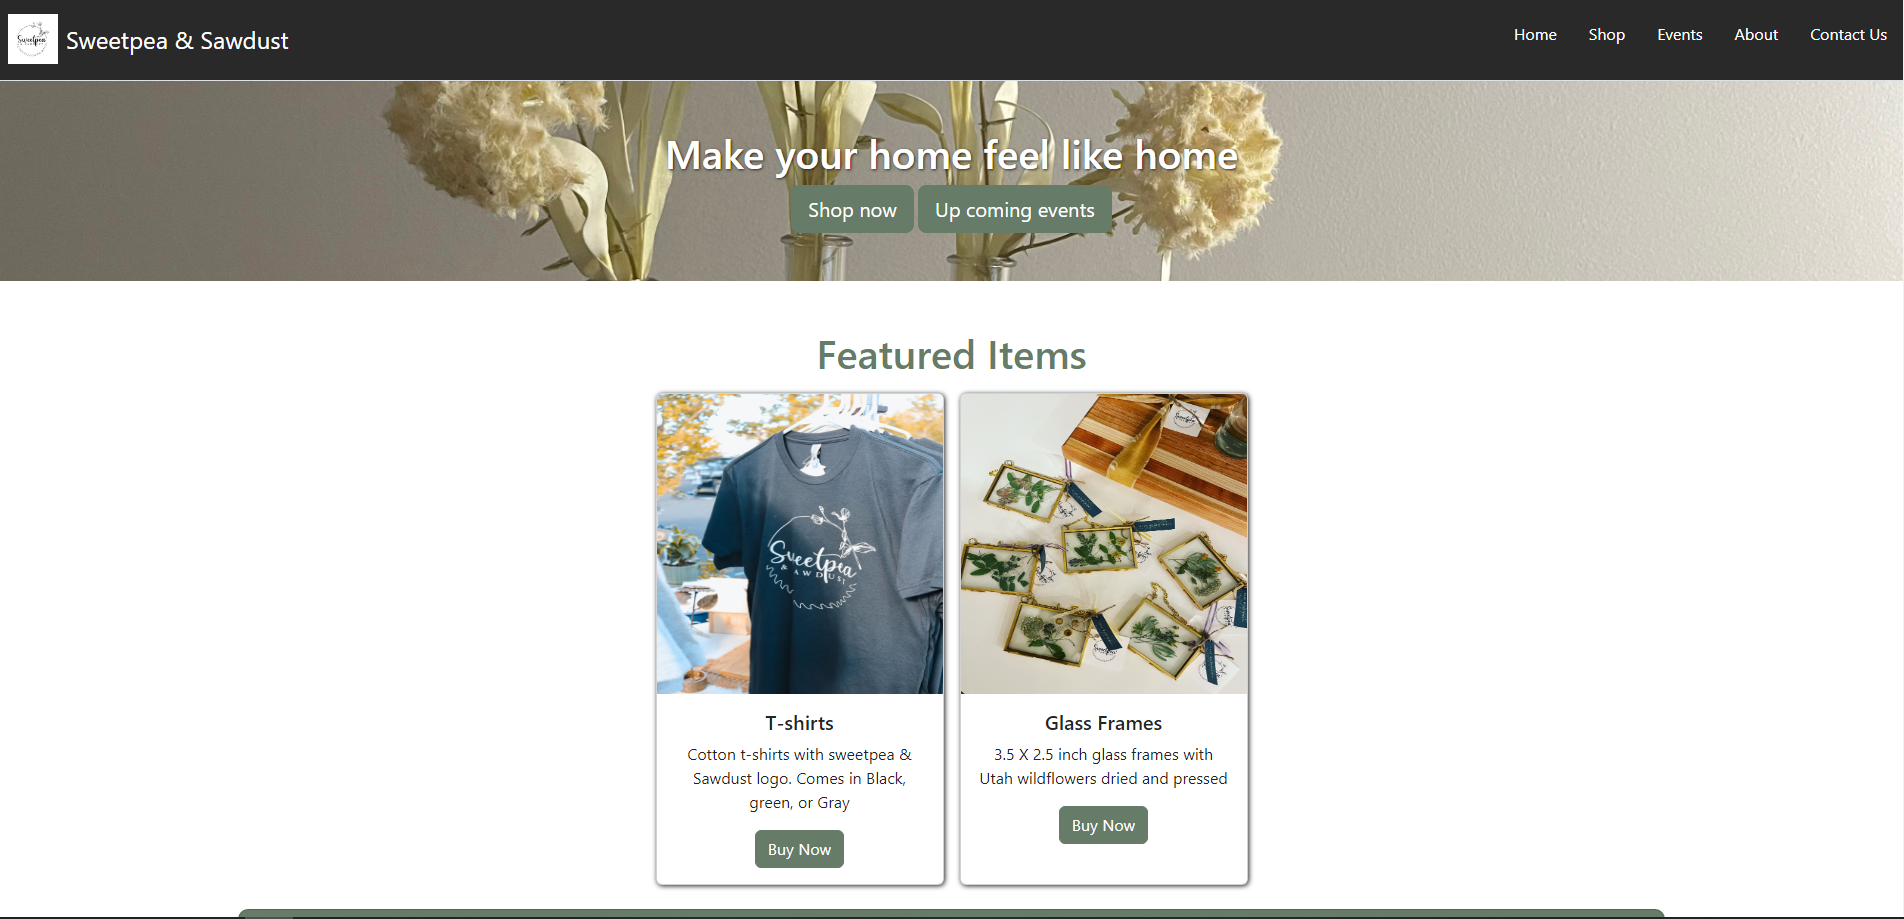 Sweetpea
Sweetpea & Sawdust
Home
Shop
Events
About
Contact Us
Make your home feel like home
Shop now
Up coming events
Featured Items
Sweetpea
& SAWDUST
Sweetpea
T-shirts
Cotton t-shirts with sweetpea &
Sawdust logo. Comes in Black,
green, or Gray
Buy Now
Glass Frames
3.5 X 2.5 inch glass frames with
Utah wildflowers dried and pressed
Buy Now